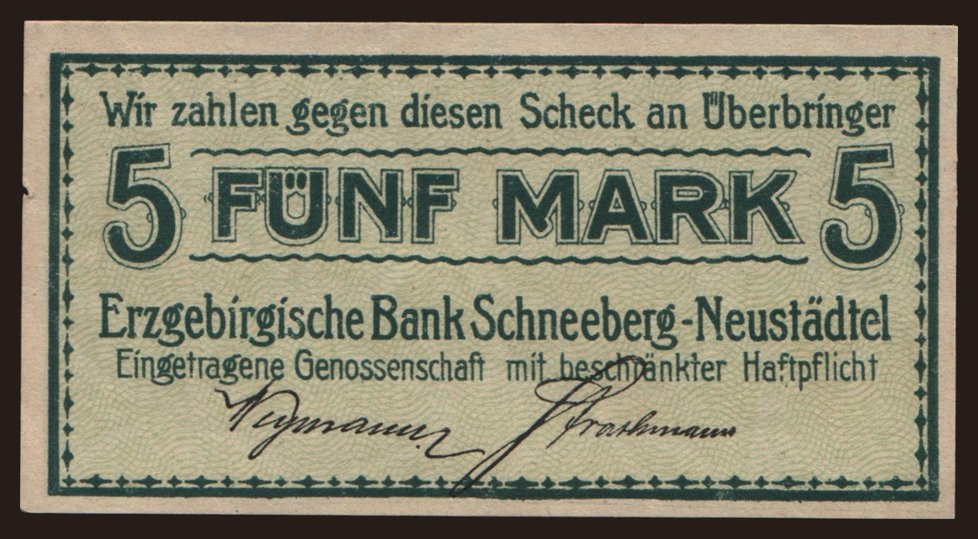 Wir zahlen gegen diesen Scheck an Überbringer
5 FÜNF MARK 5
Erzgebirgische Bank Schneeberg-Neustädtel
Eingetragene Genossenschaft mit beschränkter Haftpflicht